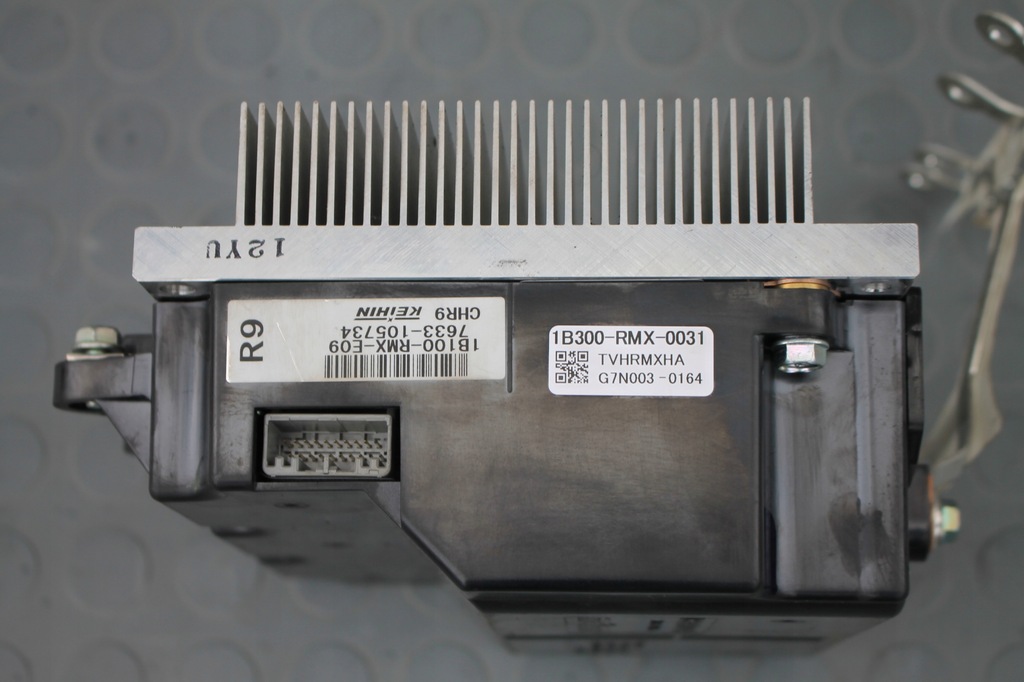 12YU
R9
1B100-RMX-E09
7633-105734
CHR9 KEIHIN
1B300-RMX-0031
TVHRMXHA
G7N003-0164